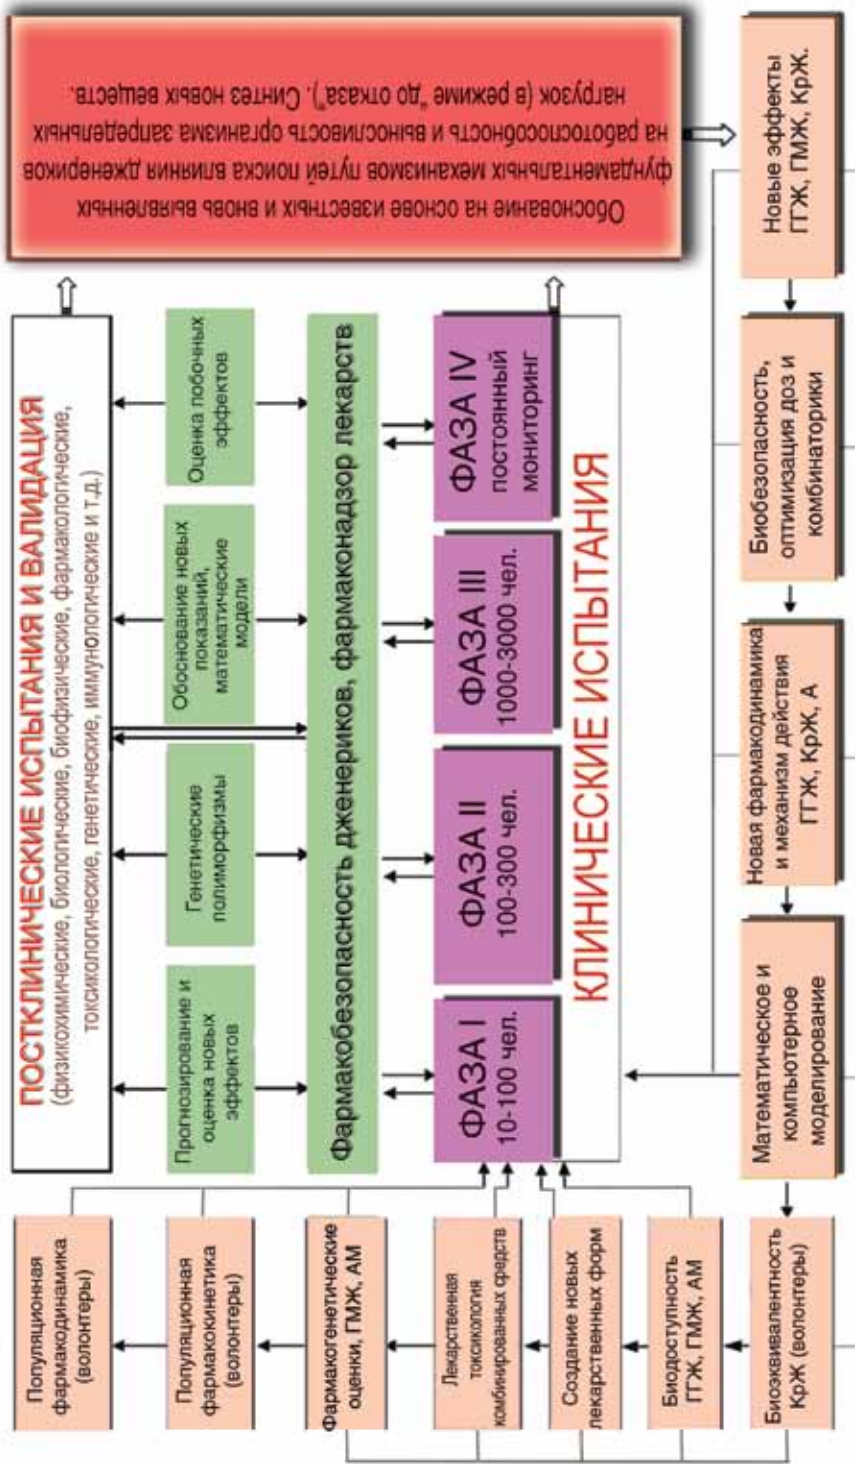 ПОСТКЛИНИЧЕСКИЕ ИСПЫТАНИЯ И ВАЛИДАЦИЯ
(физикохимические, биологические, биофизические, фармакологические,
токсикологические, генетические, иммунологические и т.д.)
Популяционная
фармакодинамика
(волонтеры)
Популяционная
фармакокинетика
(волонтеры)
Фармакогенетические
оценки, ГМЖ, АМ
Лекарственная
токсикология
комбинированных средств
Создание новых
лекарственных форм
Биодоступность
ГГЖ, ГМЖ, АМ
Биоэквивалентность
КрЖ (волонтеры)
Прогнозирование и
оценка новых
эффектов
Генетические
полиморфизмы
Обоснование новых
показаний,
математические
модели
Оценка побочных
эффектов
Фармакобезопасность дженериков, фармаконадзор лекарств
ФАЗА I
10-100 чел.
ФАЗА II
100-300 чел.
ФАЗА III
1000-3000 чел.
ФАЗА IV
постоянный
мониторинг
КЛИНИЧЕСКИЕ ИСПЫТАНИЯ
Математическое и
компьютерное
моделирование
Новая фармакодинамика
и механизм действия
ГГЖ, КрЖ, А
Биобезопасность,
оптимизация доз и
комбинаторики
Новые эффекты
ГГЖ, ГМЖ, КрЖ.
Обоснование на основе известных и вновь выявленных
фундаментальных механизмов путей поиска влияния дженериков
на работоспособность и выносливость организма запредельных
нагрузок (в режиме "до отказа"). Синтез новых веществ.